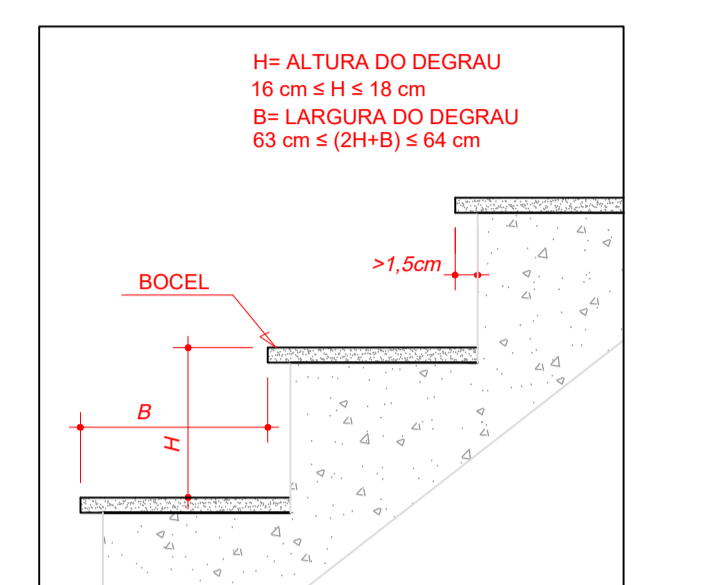 H= ALTURA DO DEGRAU
16 cm ≤ H ≤ 18 cm
B= LARGURA DO DEGRAU
63 cm ≤ (2H+B) ≤ 64 cm
>1,5cm
BOCEL
B
H